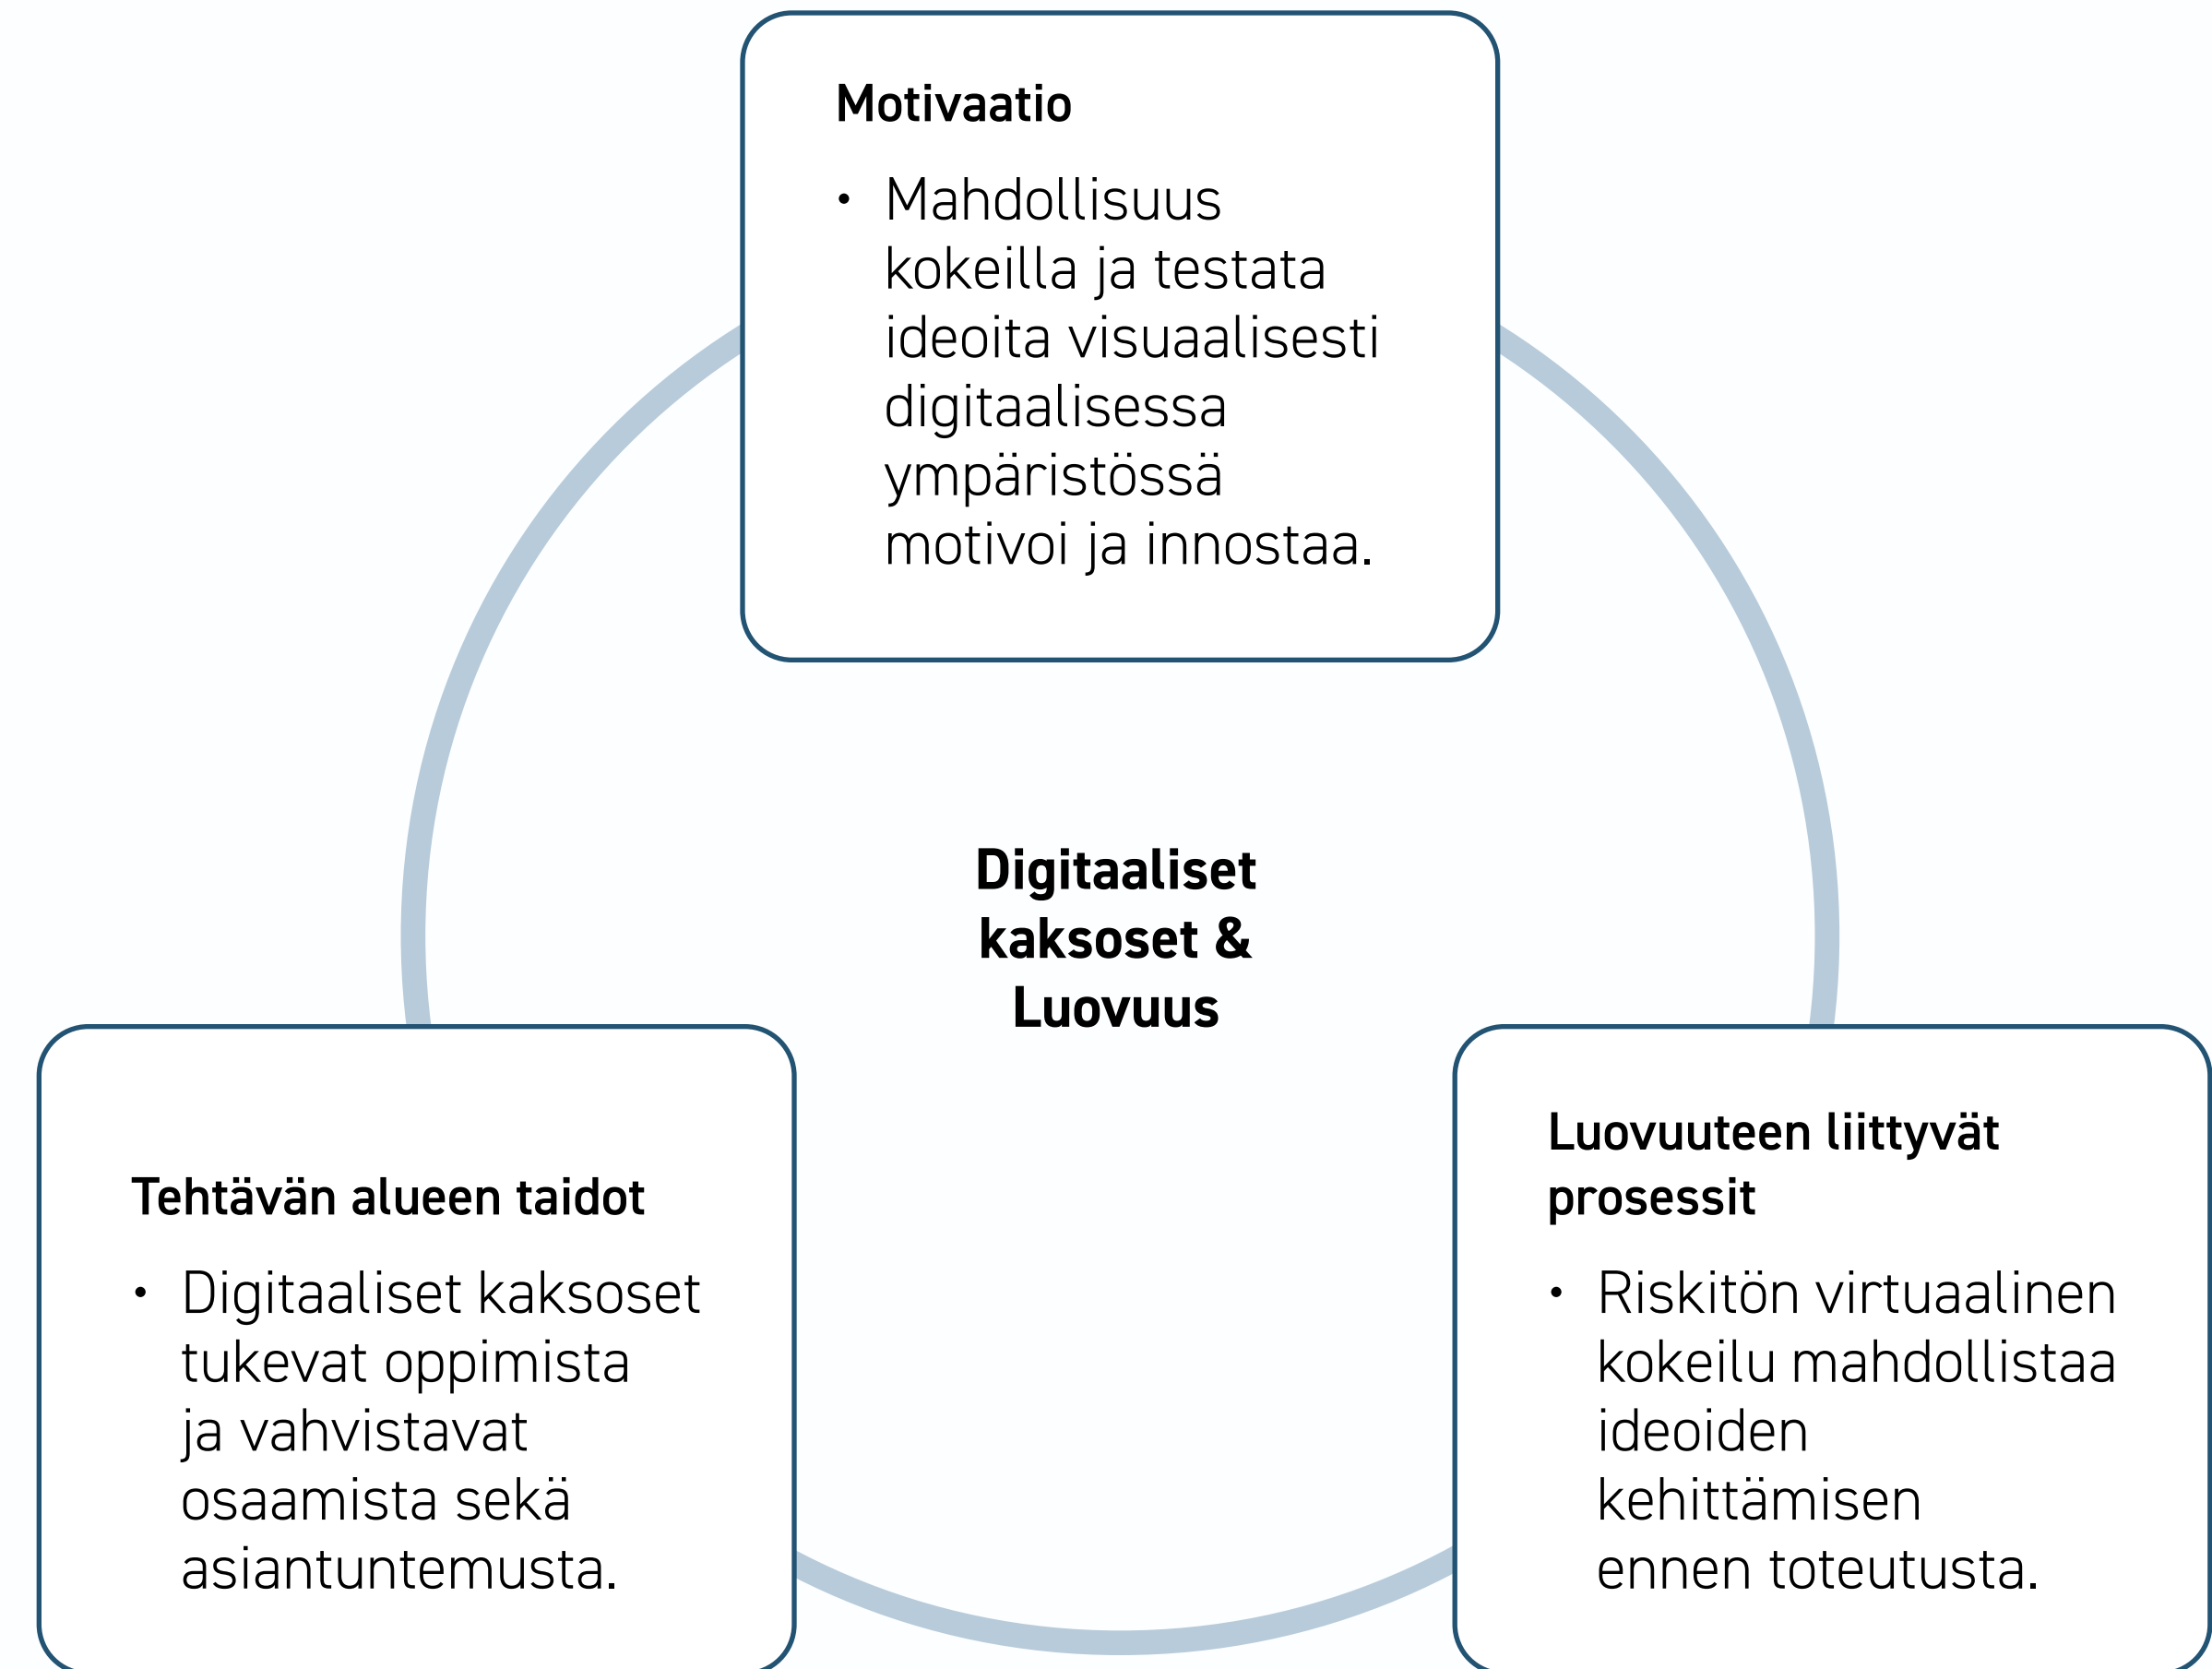 Motivaatio
• Mahdollisuus
kokeilla ja testata
ideoita visuaalisesti
digitaalisessa
ympäristössä
motivoi ja innostaa.
Digitaaliset
kaksoset &
Luovuus
Tehtävän alueen taidot
• Digitaaliset kaksoset
tukevat oppimista
ja vahvistavat
osaamista sekä
asiantuntemusta.
Luovuuteen liittyvät
prosessit
• Riskitön virtuaalinen
kokeilu mahdollistaa
ideoiden
kehittämisen
ennen toteutusta.